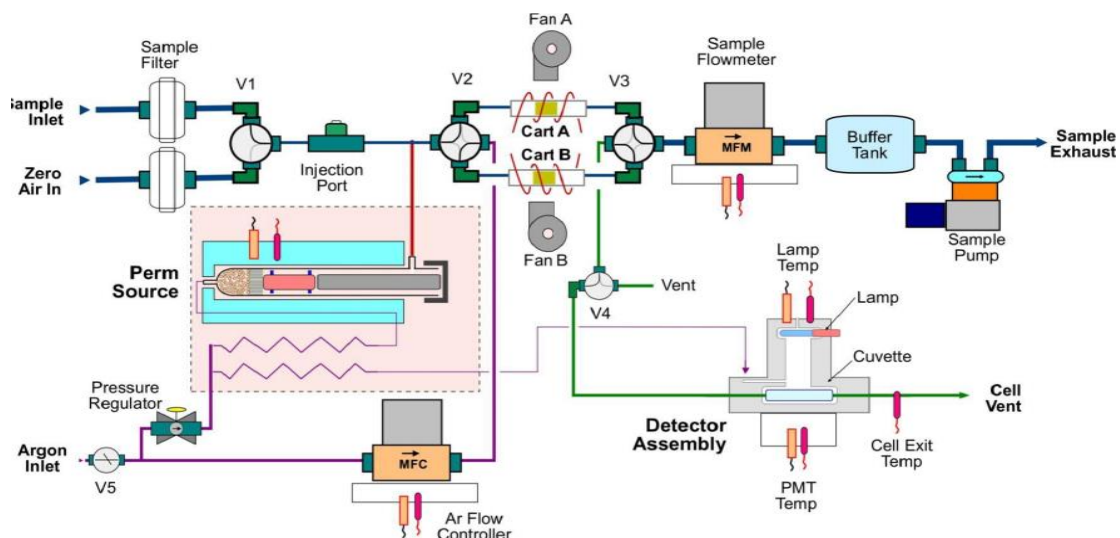 Fan A
Sample
Filter
V1
V2
V3
Sample
Flowmeter
Sample
Inlet
Cart A
Cart B
MFM
Buffer
Tank
Sample
Exhaust
Zero
Air In
Injection
Port
Fan B
Sample
Pump
Perm
Source
Vent
V4
Lamp
Temp
Lamp
Cuvette
Pressure
Regulator
Detector
Assembly
Cell
Vent
Argon
Inlet
V5
MFC
Cell Exit
Temp
PMT
Temp
Ar Flow
Controller